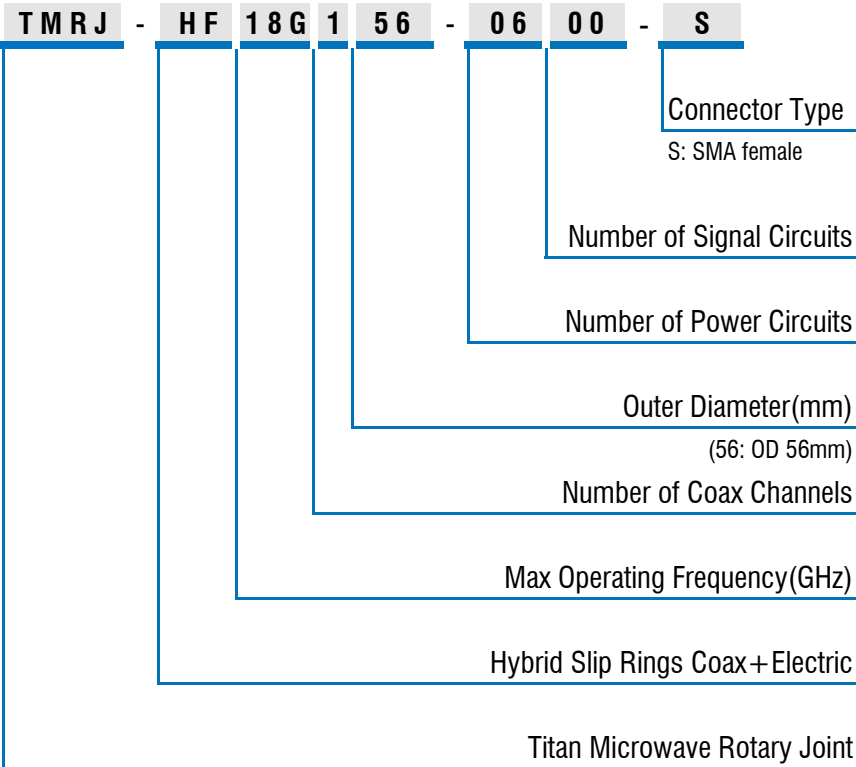 TMRJ - HF 18G 1 56 - 06 00 - S
Connector Type
S: SMA female
Number of Signal Circuits
Number of Power Circuits
Outer Diameter(mm)
(56: OD 56mm)
Number of Coax Channels
Max Operating Frequency(GHz)
Hybrid Slip Rings Coax+Electric
Titan Microwave Rotary Joint